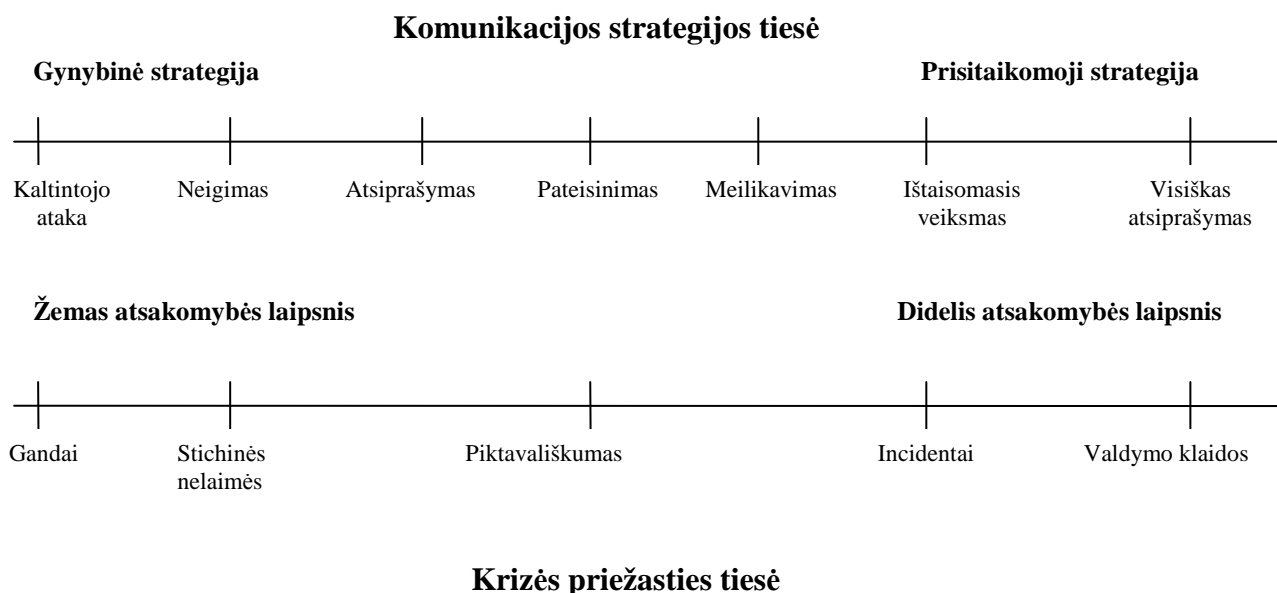 Komunikacijos strategijos tiesė
Gynybinė strategija Prisitaikomoji strategija
Kaltintojo Neigimas Atsiprašymas Pateisinimas Meilikavimas Ištaisomasis Visiškas
ataka veiksmas atsiprašymas
Žemas atsakomybės laipsnis Didelis atsakomybės laipsnis
Gandai Stichinės Piktavališkumas Incidentai Valdymo klaidos
nelaimės
Krizės priežasties tiesė